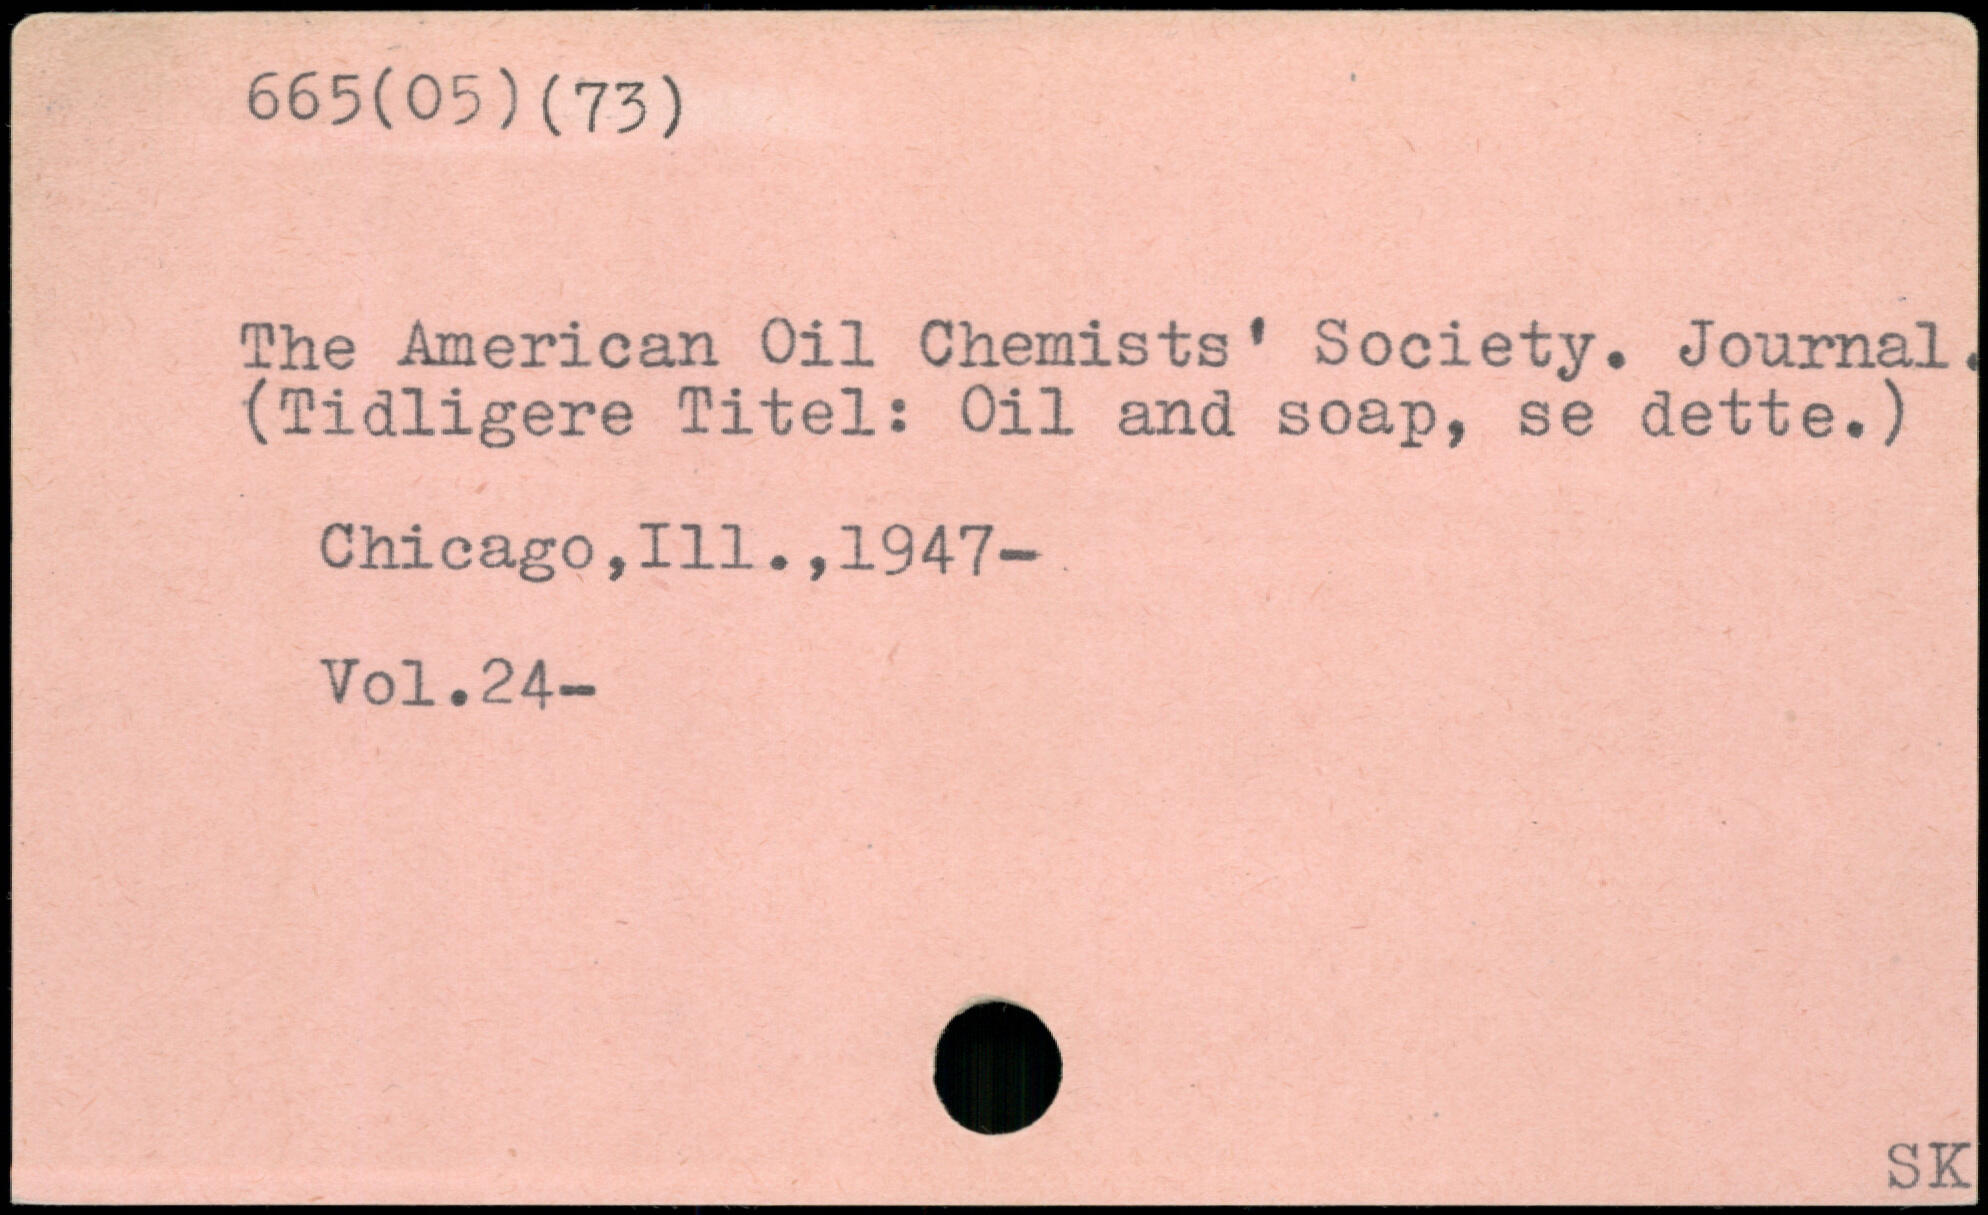 665(05)(73)
The American Oil Chemists' Society. Journal.
(Tidligere Titel: Oil and soap, se dette.)
Chicago,Ill.,1947-
Vol.24-
SK